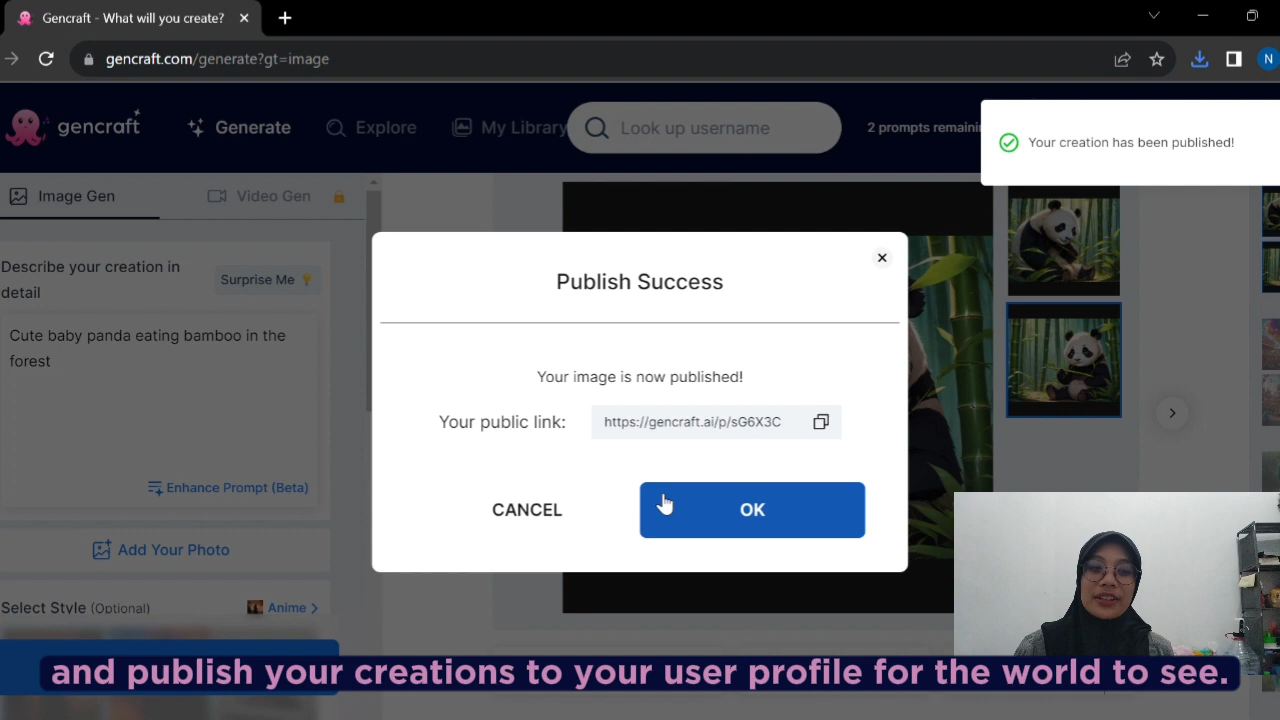 Gencraft - What will you create?
gencraft.com/generate?gt=image
N
gencraft
Generate
Explore
My Library
Look up username
2 prompts remainin
Your creation has been published!
Image Gen
Video Gen
Describe your creation in
detail
Surprise Me
Cute baby panda eating bamboo in the
forest
Enhance Prompt (Beta)
Add Your Photo
Select Style (Optional)
Anime >
Publish Success
Your image is now published!
Your public link:
https://gencraft.ai/p/sG6X3C
CANCEL
OK
and publish your creations to your user profile for the world to see.